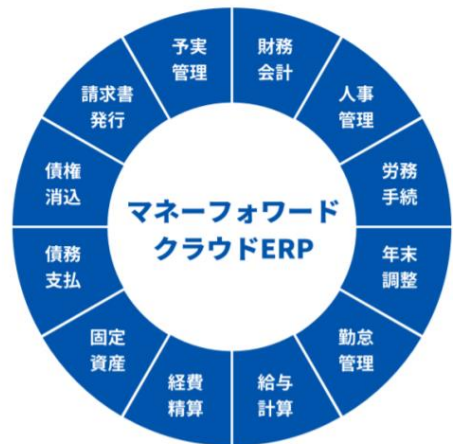 予実
管理
財務
会計
人事
管理
労務
手続
年末
調整
勤怠
管理
給与
計算
経費
精算
固定
資産
債務
支払
債権
消込
請求書
発行
マネーフォワード
クラウドERP